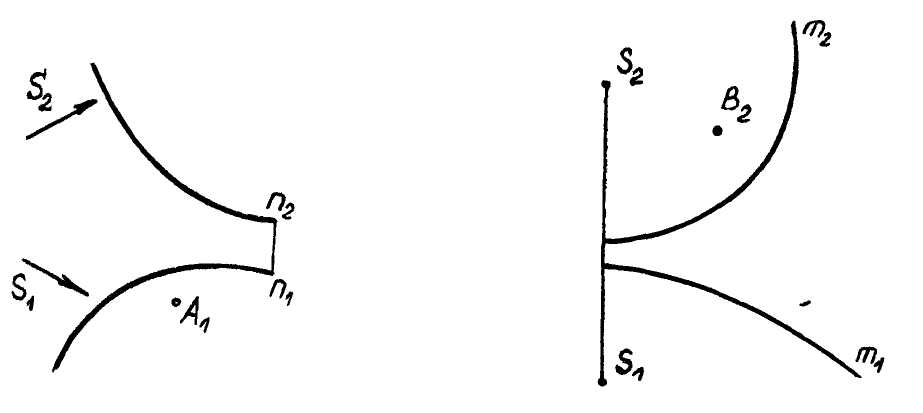 S₂
n₂
n₁
S₁
A₁
m₂
S₂
B₂
S₁
m₁